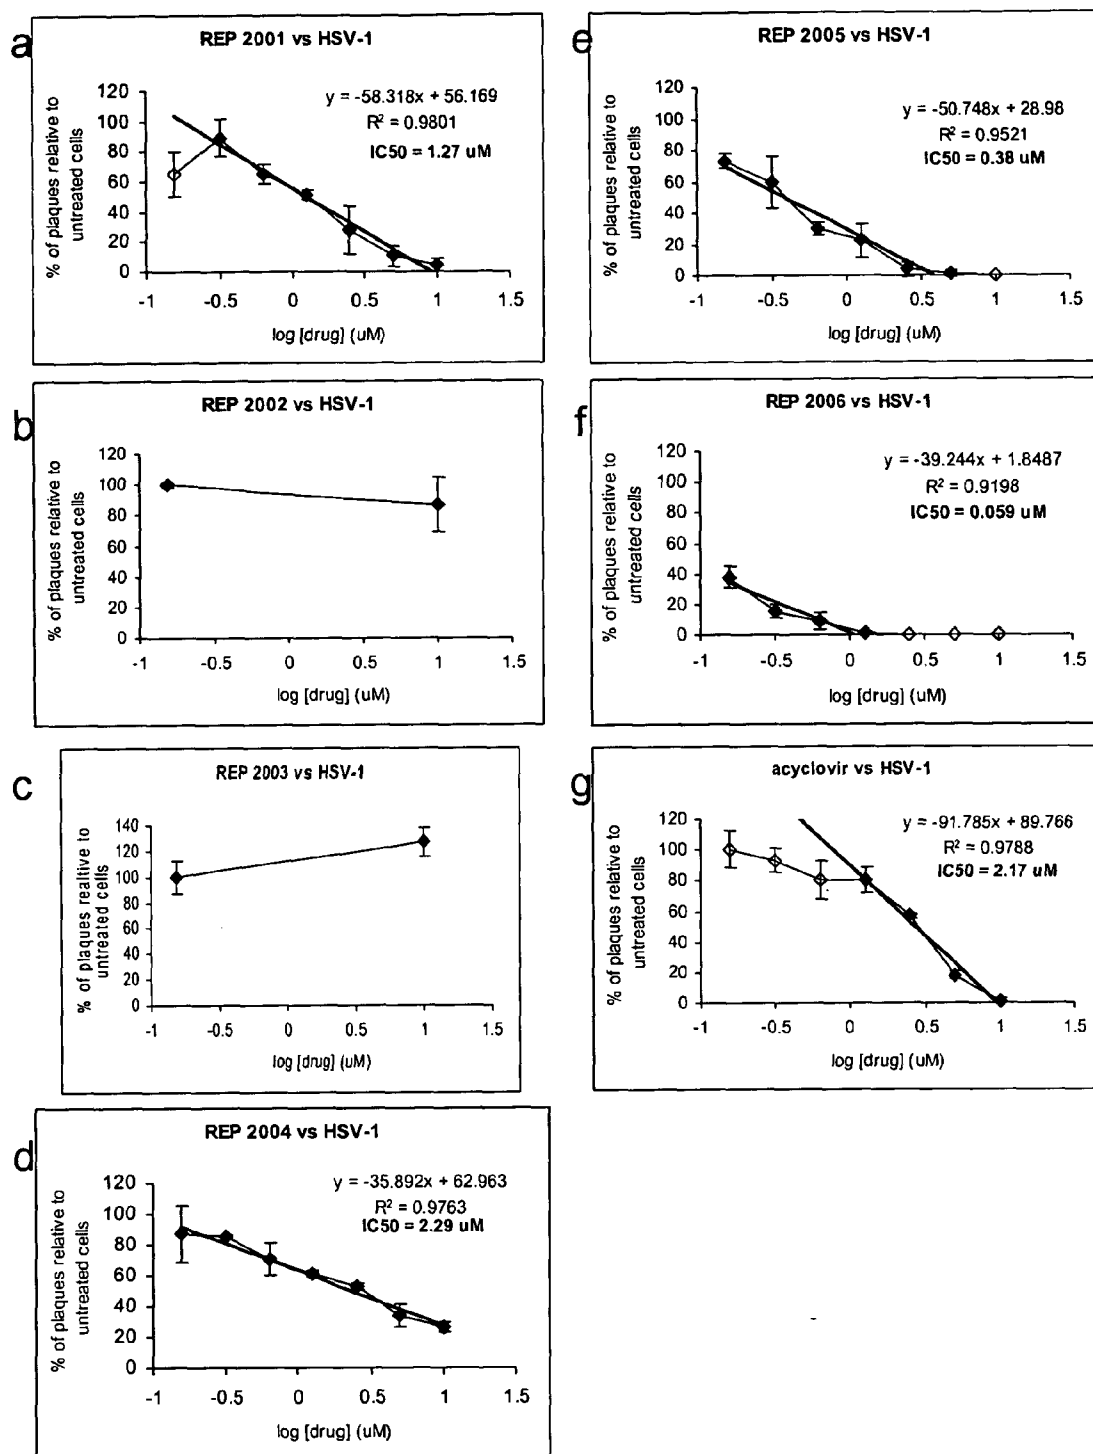 a
REP 2001 vs HSV-1
% of plaques relative to
untreated cells
120
100
80
60
40
20
0
y = -58.318x + 56.169
R² = 0.9801
IC50 = 1.27 uM
-1
-0.5
0
0.5
1
1.5
log [drug] (uM)
b
REP 2002 vs HSV-1
% of plaques relative to
untreated cells
120
100
80
60
40
20
0
-1
-0.5
0
0.5
1
1.5
log [drug] (uM)
c
REP 2003 vs HSV-1
% of plaques realtive to
untreated cells
140
120
100
80
60
40
20
0
-1
-0.5
0
0.5
1
1.5
log [drug] (uM)
d
REP 2004 vs HSV-1
% of plaques relative to
untreated cells
120
100
80
60
40
20
0
y = -35.892x + 62.963
R² = 0.9763
IC50 = 2.29 uM
-1
-0.5
0
0.5
1
1.5
log [drug] (uM)
e
REP 2005 vs HSV-1
% of plaques relative to
untreated cells
120
100
80
60
40
20
0
y = -50.748x + 28.98
R² = 0.9521
IC50 = 0.38 uM
-1
-0.5
0
0.5
1
1.5
log [drug] (uM)
f
REP 2006 vs HSV-1
% of plaques relative to
untreated cells
120
100
80
60
40
20
0
y = -39.244x + 1.8487
R² = 0.9198
IC50 = 0.059 uM
-1
-0.5
0
0.5
1
1.5
log [drug] (uM)
g
acyclovir vs HSV-1
% of plaques relative to
untreated cells
120
100
80
60
40
20
0
y = -91.785x + 89.766
R² = 0.9788
IC50 = 2.17 uM
-1
-0.5
0
0.5
1
1.5
log [drug] (uM)